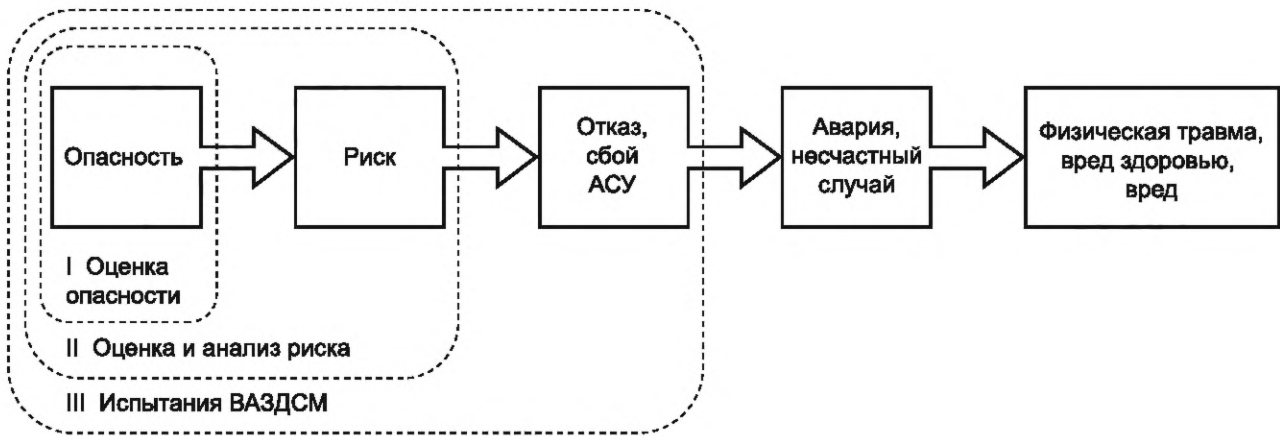 Опасность
Риск
Отказ,
сбой
АСУ
Авария,
несчастный
случай
Физическая травма,
вред здоровью,
вред
I Оценка
опасности
II Оценка и анализ риска
III Испытания ВАЗДСМ